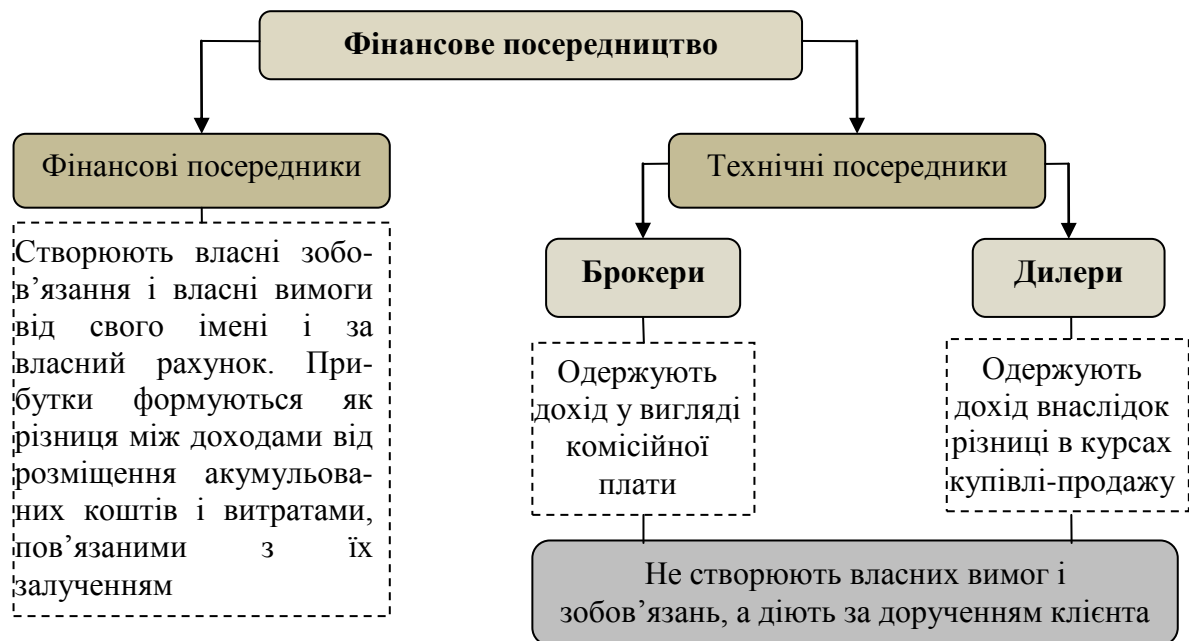 Фінансове посередництво
Фінансові посередники
Технічні посередники
Створюють власні зобо-
в’язання і власні вимоги
від свого імені і за
власний рахунок. При-
бутки формуються як
різниця між доходами від
розміщення акумульова-
них коштів і витратами,
пов’язаними з їх
залученням
Брокери
Дилери
Одержують
дохід у вигляді
комісійної
плати
Одержують
дохід внаслідок
різниці в курсах
купівлі-продажу
Не створюють власних вимог і
зобов’язань, а діють за дорученням клієнта